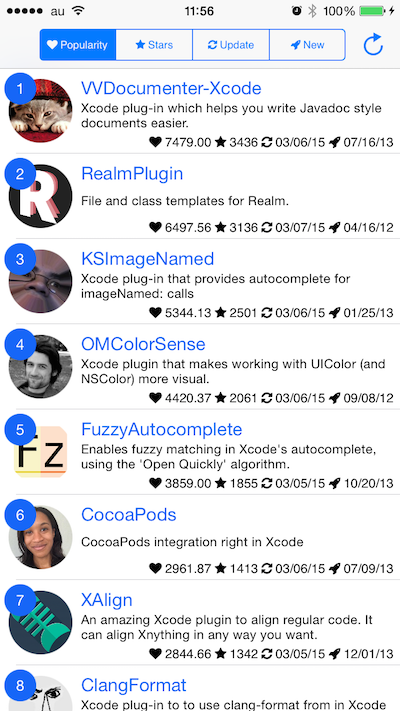 au 11:56 100%
Popularity Stars Update New
1 VVDocumenter-Xcode
Xcode plug-in which helps you write Javadoc style
documents easier.
7479.00 3436 03/06/15 07/16/13
2 RealmPlugin
R
File and class templates for Realm.
6497.56 3136 03/07/15 04/16/12
3 KSImageNamed
Xcode plug-in that provides autocomplete for
imageNamed: calls
5344.13 2501 03/06/15 01/25/13
4 OMColorSense
Xcode plugin that makes working with UIColor (and
NSColor) more visual.
4420.37 2061 03/06/15 09/08/12
5 FuzzyAutocomplete
Fz
Enables fuzzy matching in Xcode's autocomplete,
using the 'Open Quickly' algorithm.
3859.00 1855 03/05/15 10/20/13
6 CocoaPods
CocoaPods integration right in Xcode
2961.87 1413 03/06/15 07/09/13
7 XAlign
An amazing Xcode plugin to align regular code. It
can align Xnything in any way you want.
2844.66 1342 03/05/15 12/01/13
8 ClangFormat
Xcode plug-in to to use clang-format from in Xcode